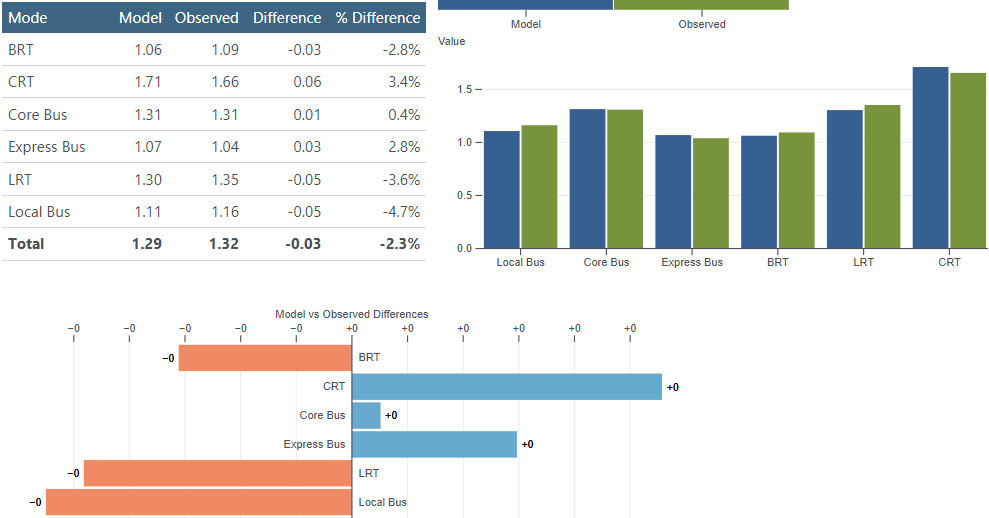 Mode Model Observed Difference % Difference
BRT 1.06 1.09 -0.03 -2.8%
CRT 1.71 1.66 0.06 3.4%
Core Bus 1.31 1.31 0.01 0.4%
Express Bus 1.07 1.04 0.03 2.8%
LRT 1.30 1.35 -0.05 -3.6%
Local Bus 1.11 1.16 -0.05 -4.7%
Total 1.29 1.32 -0.03 -2.3%
Model Observed
Value
1.5
1.0
0.5
0.0
Local Bus Core Bus Express Bus BRT LRT CRT
Model vs Observed Differences
−0 −0 −0 −0 −0 +0 +0 +0 +0 +0 +0
−0 BRT
CRT +0
Core Bus +0
Express Bus +0
−0 LRT
−0 Local Bus